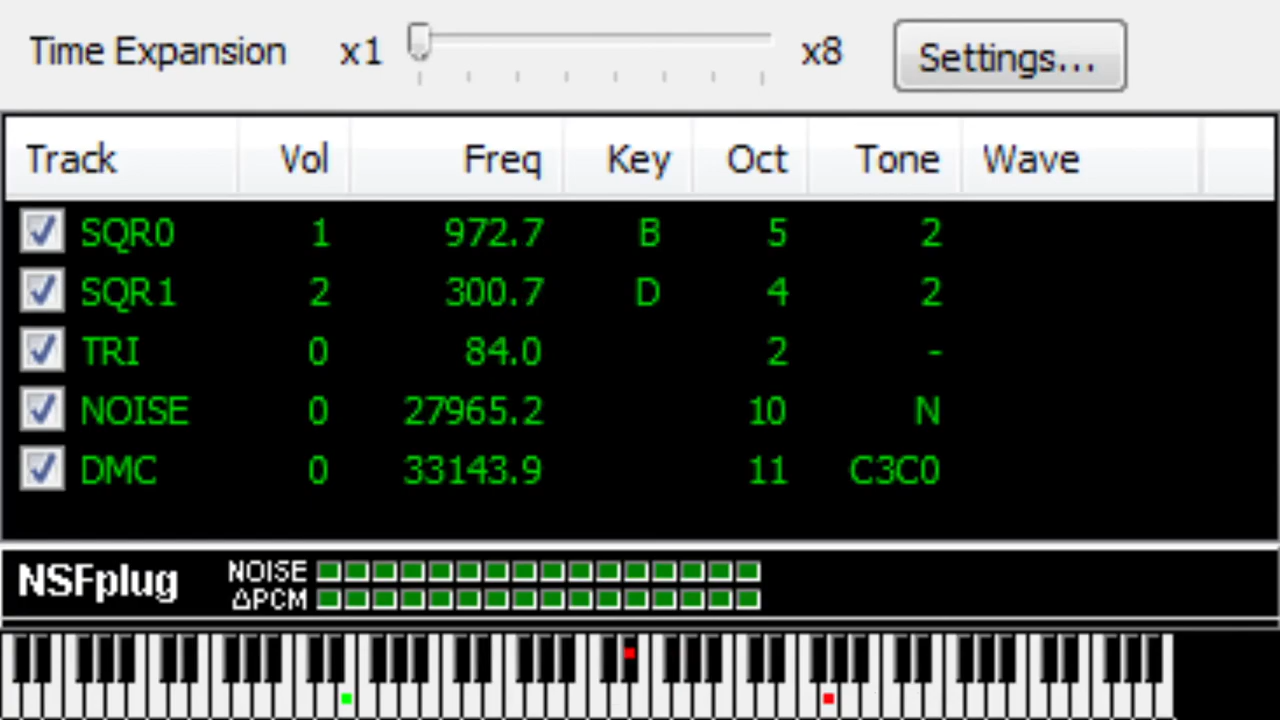 Time Expansion x1 x8 Settings...
Track Vol Freq Key Oct Tone Wave
SQR0 1 972.7 B 5 2
SQR1 2 300.7 D 4 2
TRI 0 84.0 2 -
NOISE 0 27965.2 10 N
DMC 0 33143.9 11 C3C0
NSFplug NOISE
ΔPCM